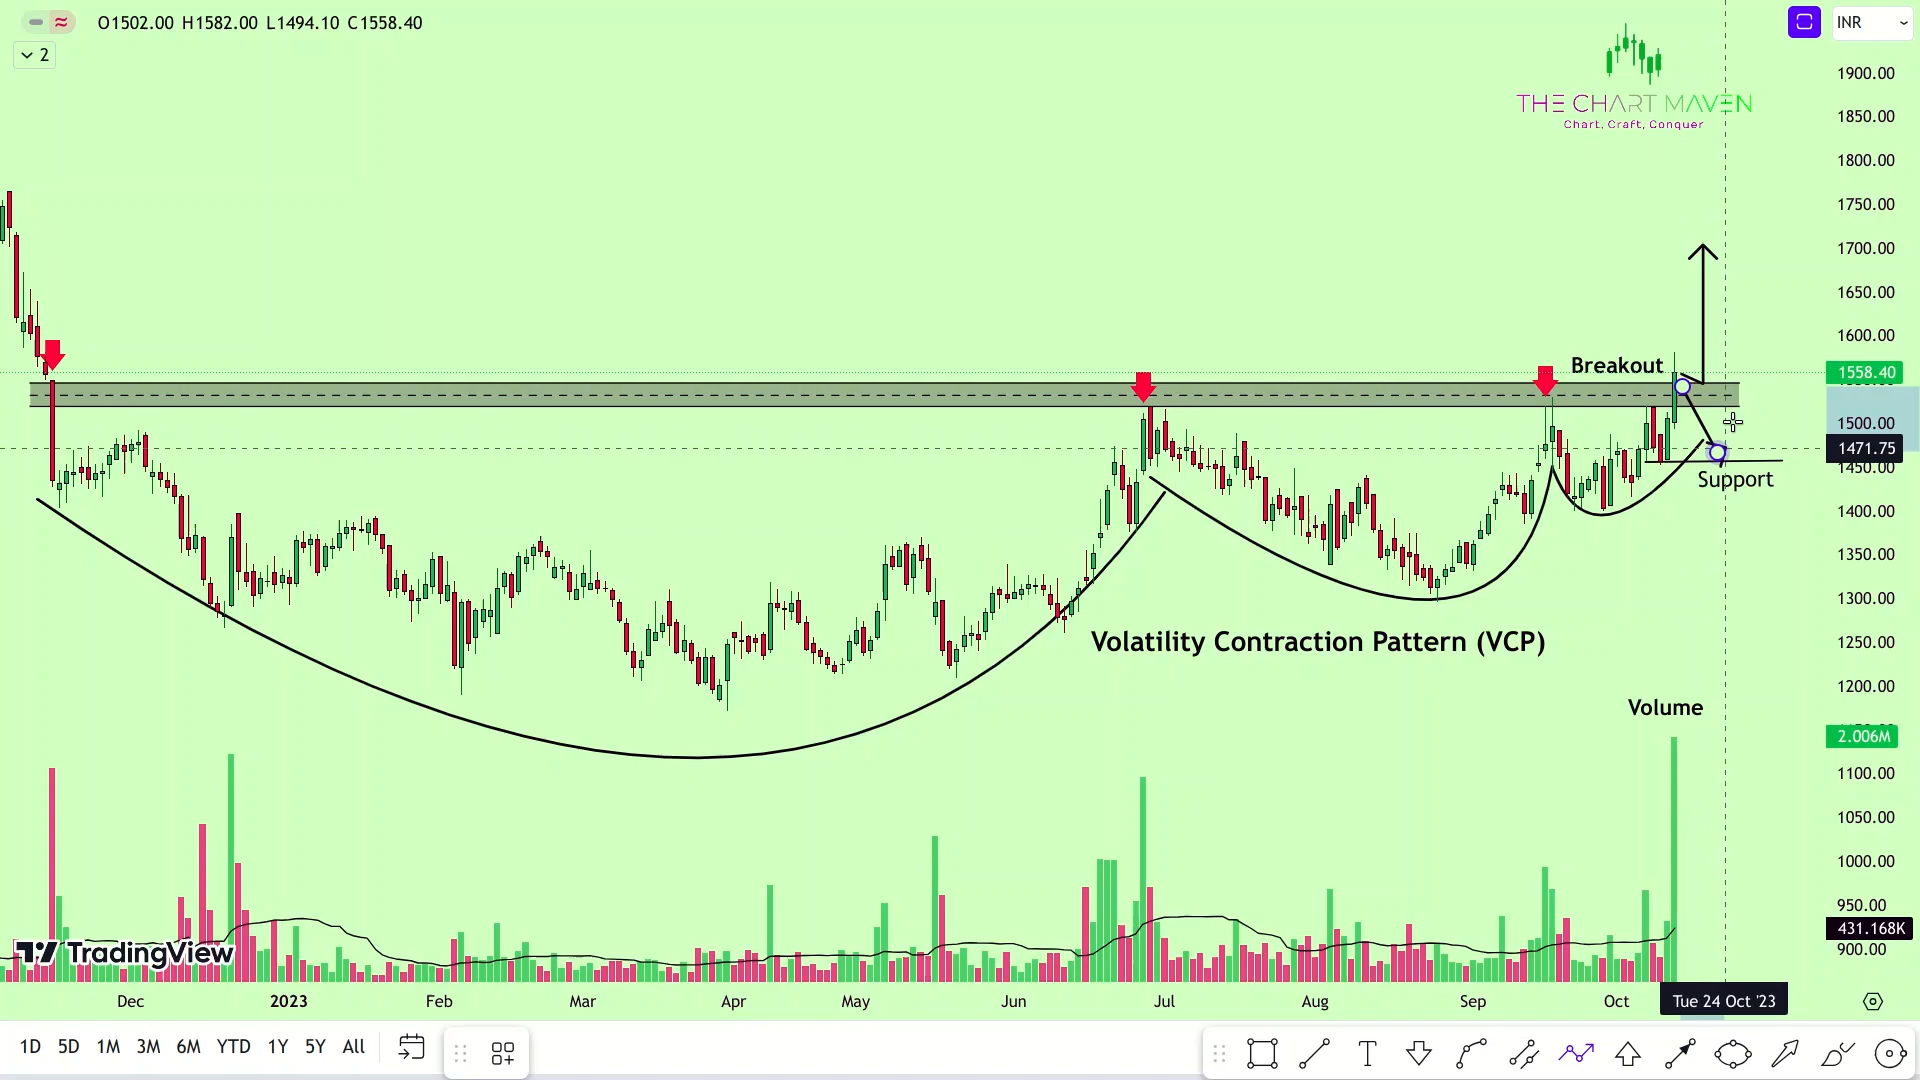 O1502.00 H1582.00 L1494.10 C1558.40
2
INR
THE CHART MAVEN
Chart, Craft, Conquer
1900.00
1850.00
1800.00
1750.00
1700.00
1650.00
1600.00
Breakout
1558.40
1500.00
1471.75
1450.00
Support
1400.00
1350.00
1300.00
Volatility Contraction Pattern (VCP)
1250.00
1200.00
Volume
2.006M
1100.00
1050.00
1000.00
950.00
431.168K
900.00
TradingView
Dec 2023 Feb Mar Apr May Jun Jul Aug Sep Oct Tue 24 Oct '23
1D 5D 1M 3M 6M YTD 1Y 5Y All